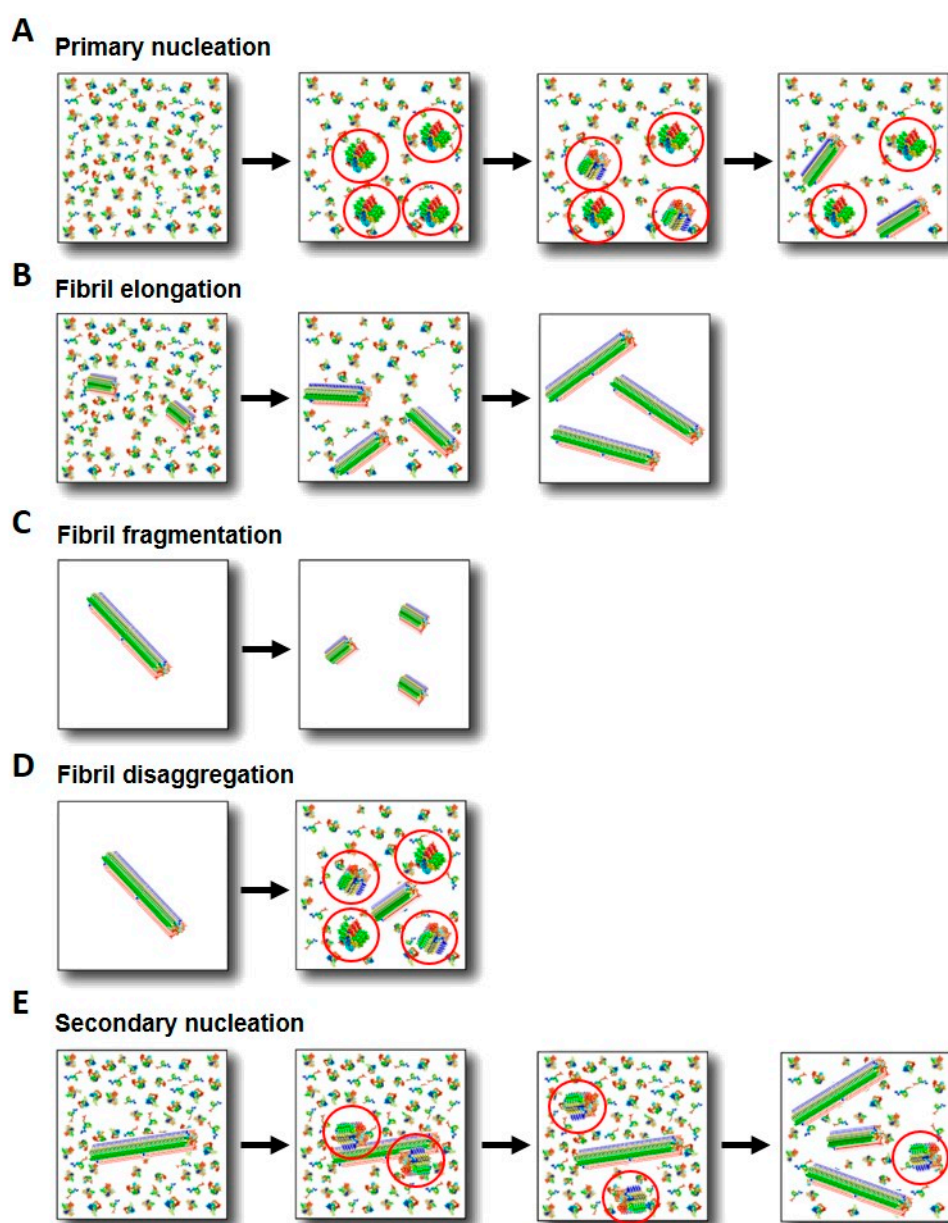 A
Primary nucleation
B
Fibril elongation
C
Fibril fragmentation
D
Fibril disaggregation
E
Secondary nucleation